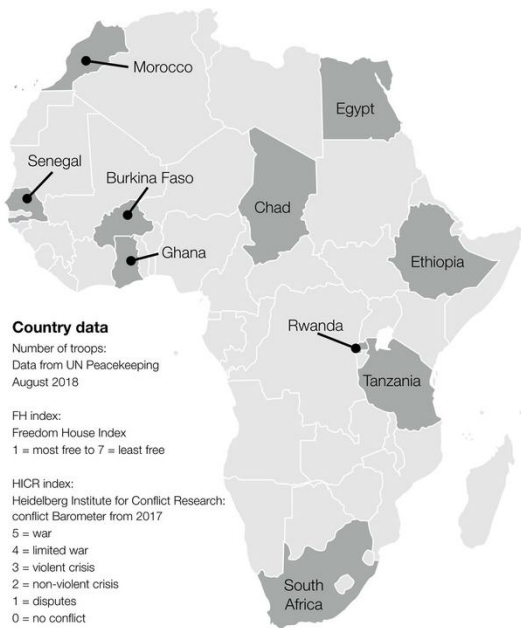 Morocco
Egypt
Senegal
Burkina Faso
Chad
Ghana
Ethiopia
Rwanda
Tanzania
South
Africa
Country data
Number of troops:
Data from UN Peacekeeping
August 2018
FH index:
Freedom House Index
1 = most free to 7 = least free
HICR index:
Heidelberg Institute for Conflict Research:
conflict Barometer from 2017
5 = war
4 = limited war
3 = violent crisis
2 = non-violent crisis
1 = disputes
0 = no conflict